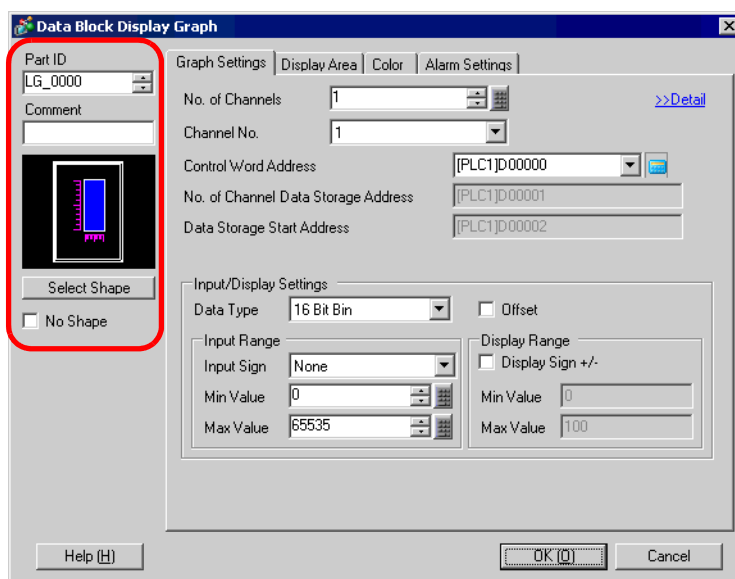 Data Block Display Graph
Part ID
LG_0000
Comment
Select Shape
No Shape
Graph Settings Display Area Color Alarm Settings
No. of Channels 1 >>Detail
Channel No. 1
Control Word Address [PLC1]D00000
No. of Channel Data Storage Address [PLC1]D00001
Data Storage Start Address [PLC1]D00002
Input/Display Settings
Data Type 16 Bit Bin Offset
Input Range Display Range
Input Sign None Display Sign +/-
Min Value 0 Min Value 0
Max Value 65535 Max Value 100
Help (H) OK (O) Cancel